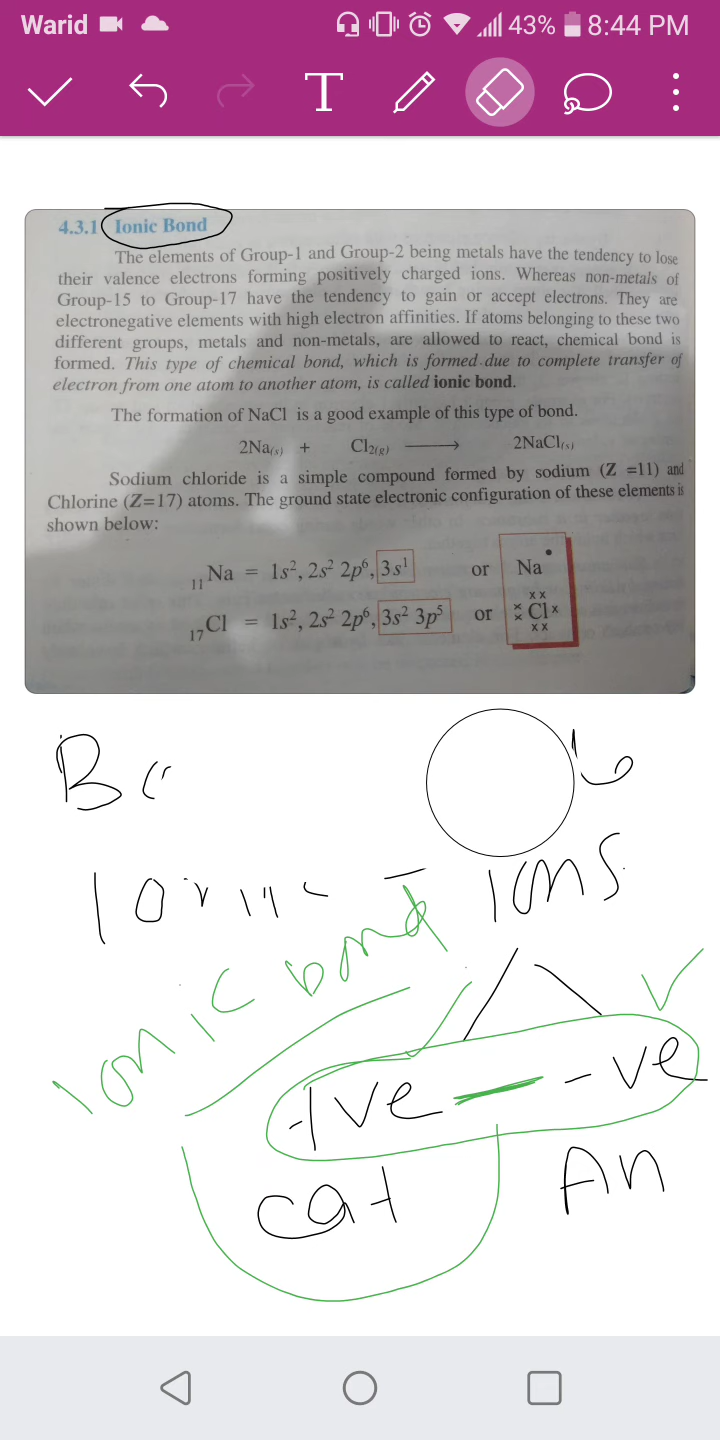 Warid 43% 8:44 PM
T
4.3.1 Ionic Bond
The elements of Group-1 and Group-2 being metals have the tendency to lose
their valence electrons forming positively charged ions. Whereas non-metals of
Group-15 to Group-17 have the tendency to gain or accept electrons. They are
electronegative elements with high electron affinities. If atoms belonging to these two
different groups, metals and non-metals, are allowed to react, chemical bond is
formed. This type of chemical bond, which is formed due to complete transfer of
electron from one atom to another atom, is called ionic bond.
The formation of NaCl is a good example of this type of bond.
2Na(s) + Cl2(g) ⟶ 2NaCl(s)
Sodium chloride is a simple compound formed by sodium (Z =11) and
Chlorine (Z=17) atoms. The ground state electronic configuration of these elements is
shown below:
₁₁Na = 1s², 2s² 2p⁶, 3s¹ or Na •
₁₇Cl = 1s², 2s² 2p⁶, 3s² 3p⁵ or xx xx Cl x xx
ions
Ionic bond
+ve - -ve
cat An